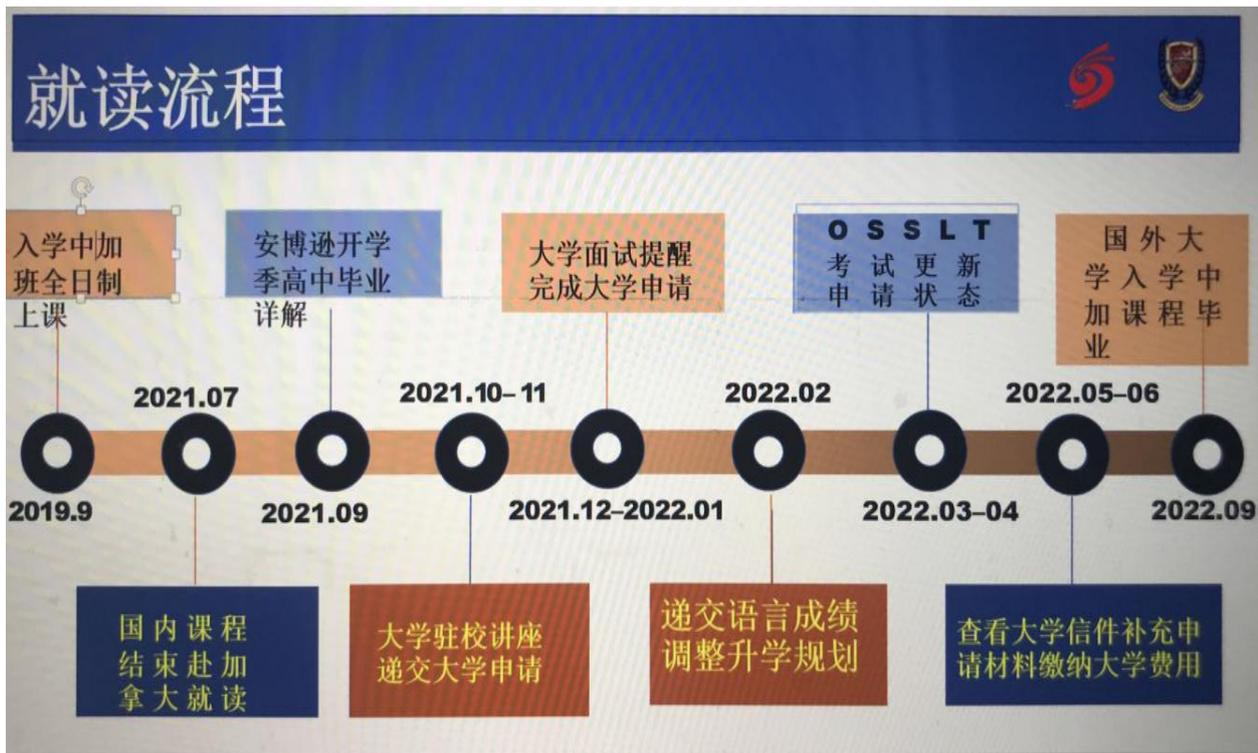 就读流程
入学中加
班全日制
上课
安博逊开学
季高中毕业
详解
大学面试提醒
完成大学申请
OSSLT
考试更新
申请状态
国外大
学入学中
加课程毕
业
2021.07
2021.10-11
2022.02
2022.05-06
2019.9
2021.09
2021.12-2022.01
2022.03-04
2022.09
国内课程
结束赴加
拿大就读
大学驻校讲座
递交大学申请
递交语言成绩
调整升学规划
查看大学信件补充申
请材料缴纳大学费用